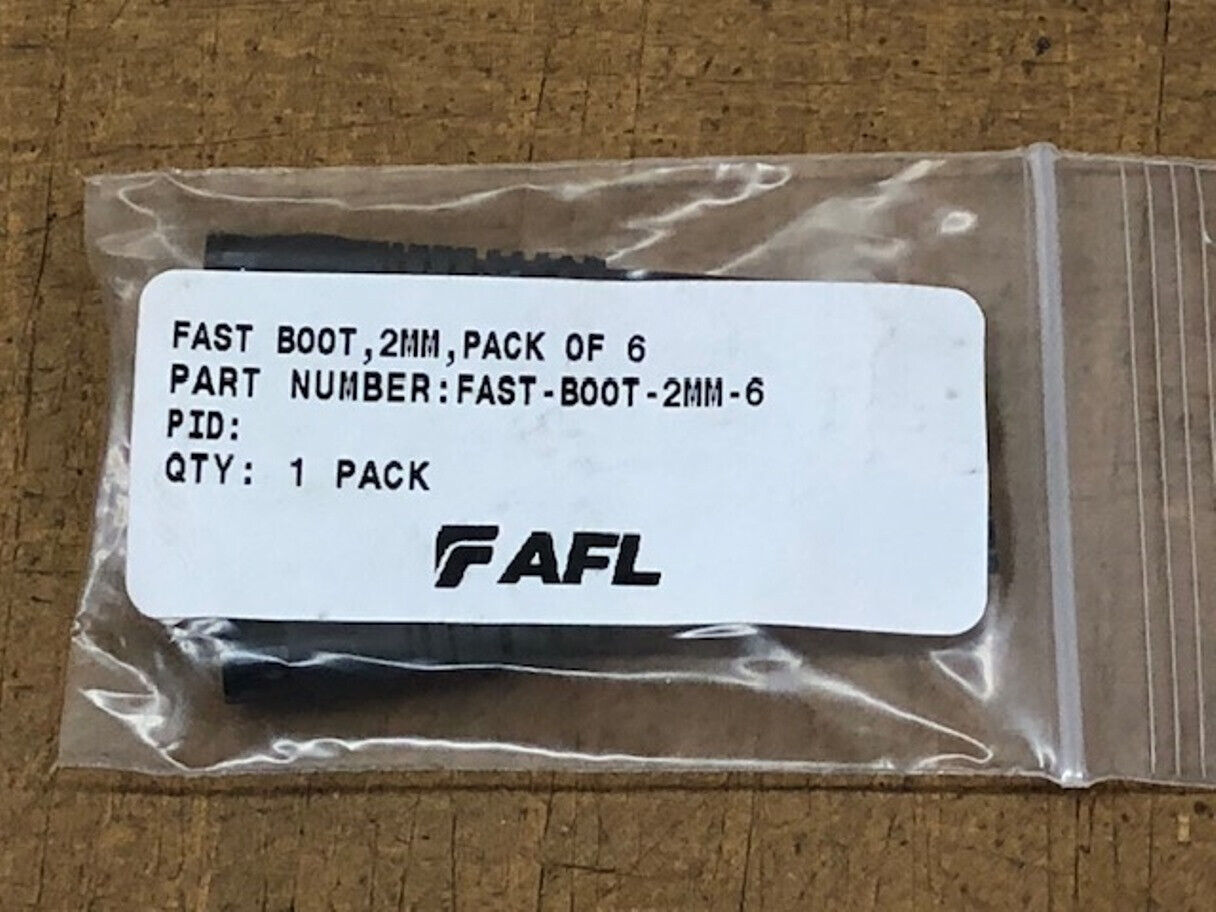 FAST BOOT,2MM,PACK OF 6
PART NUMBER:FAST-BOOT-2MM-6
PID:
QTY: 1 PACK
AFL